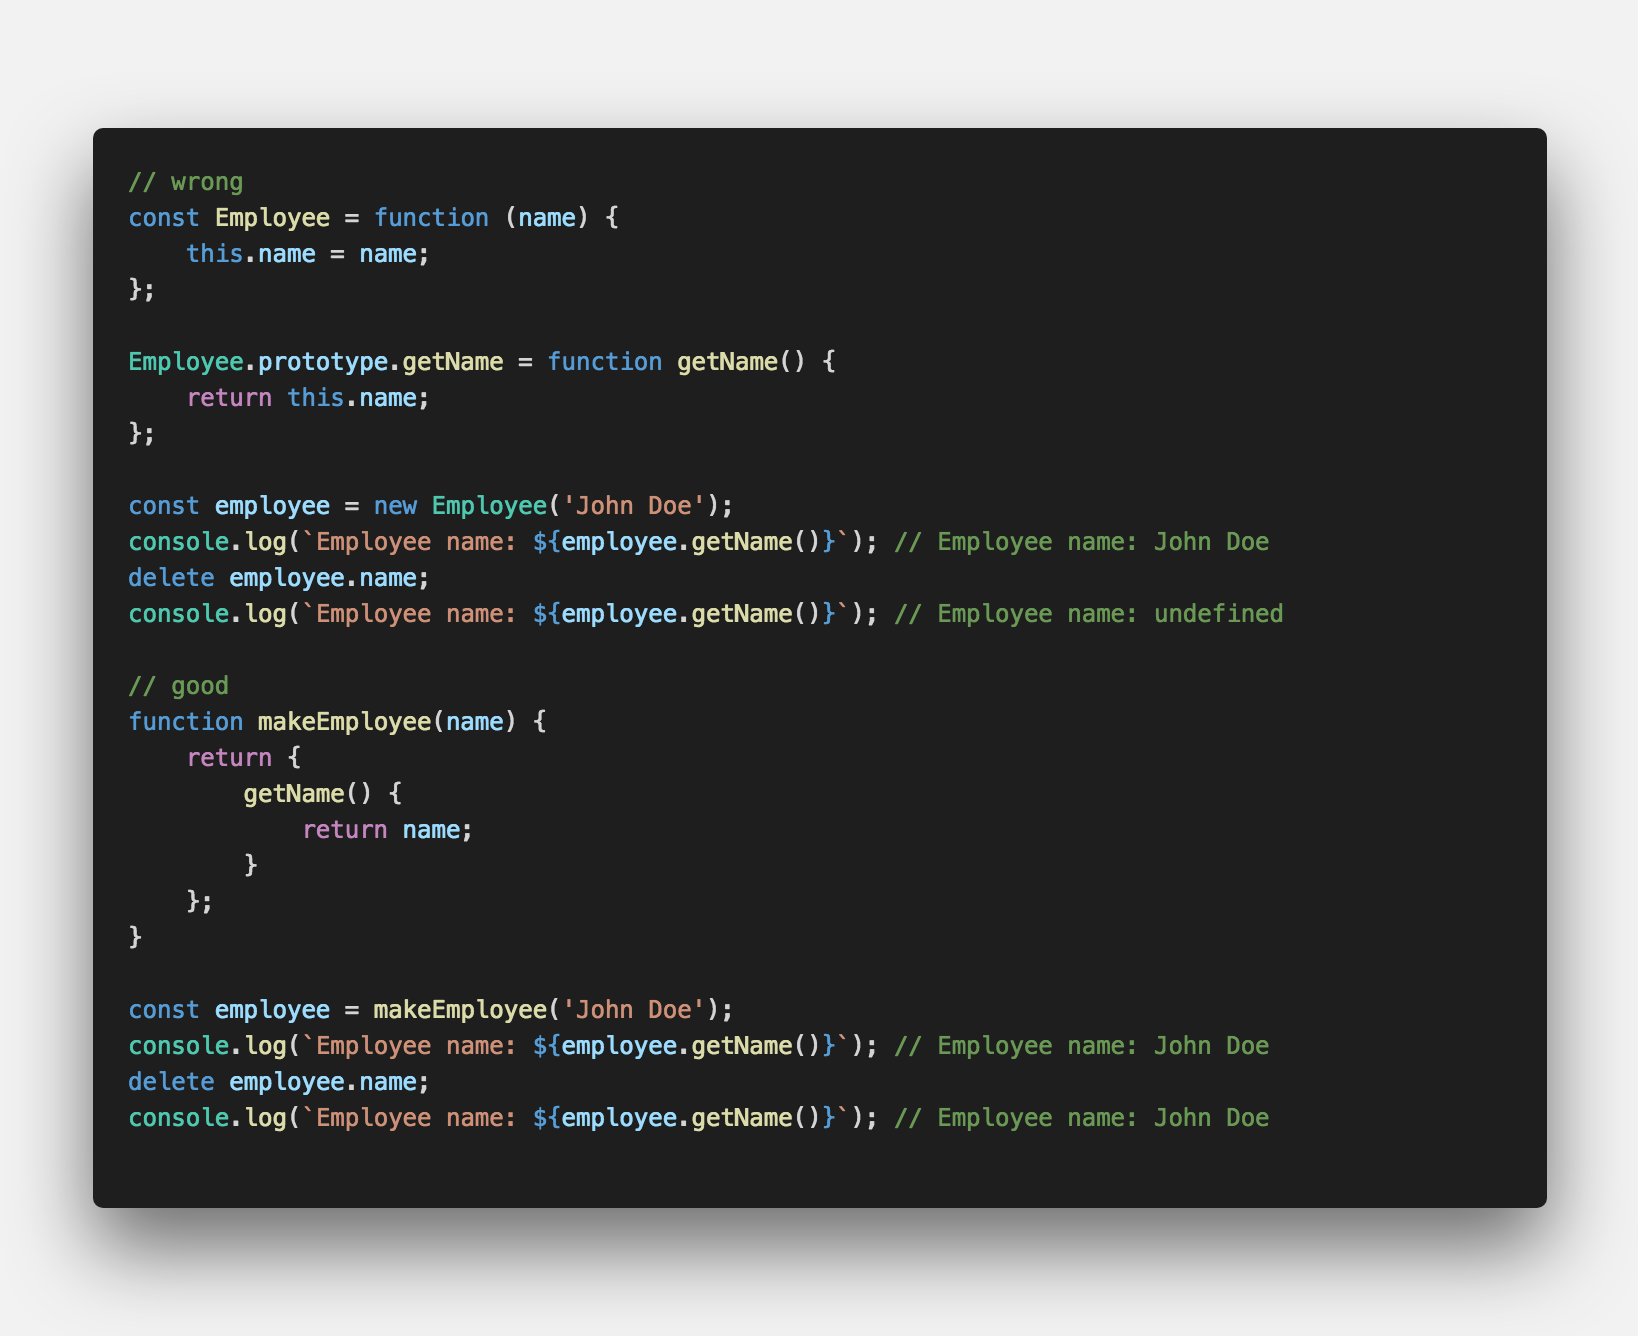 // wrong
const Employee = function (name) {
    this.name = name;
};

Employee.prototype.getName = function getName() {
    return this.name;
};

const employee = new Employee('John Doe');
console.log(`Employee name: ${employee.getName()}`); // Employee name: John Doe
delete employee.name;
console.log(`Employee name: ${employee.getName()}`); // Employee name: undefined

// good
function makeEmployee(name) {
    return {
        getName() {
            return name;
        }
    };
}

const employee = makeEmployee('John Doe');
console.log(`Employee name: ${employee.getName()}`); // Employee name: John Doe
delete employee.name;
console.log(`Employee name: ${employee.getName()}`); // Employee name: John Doe